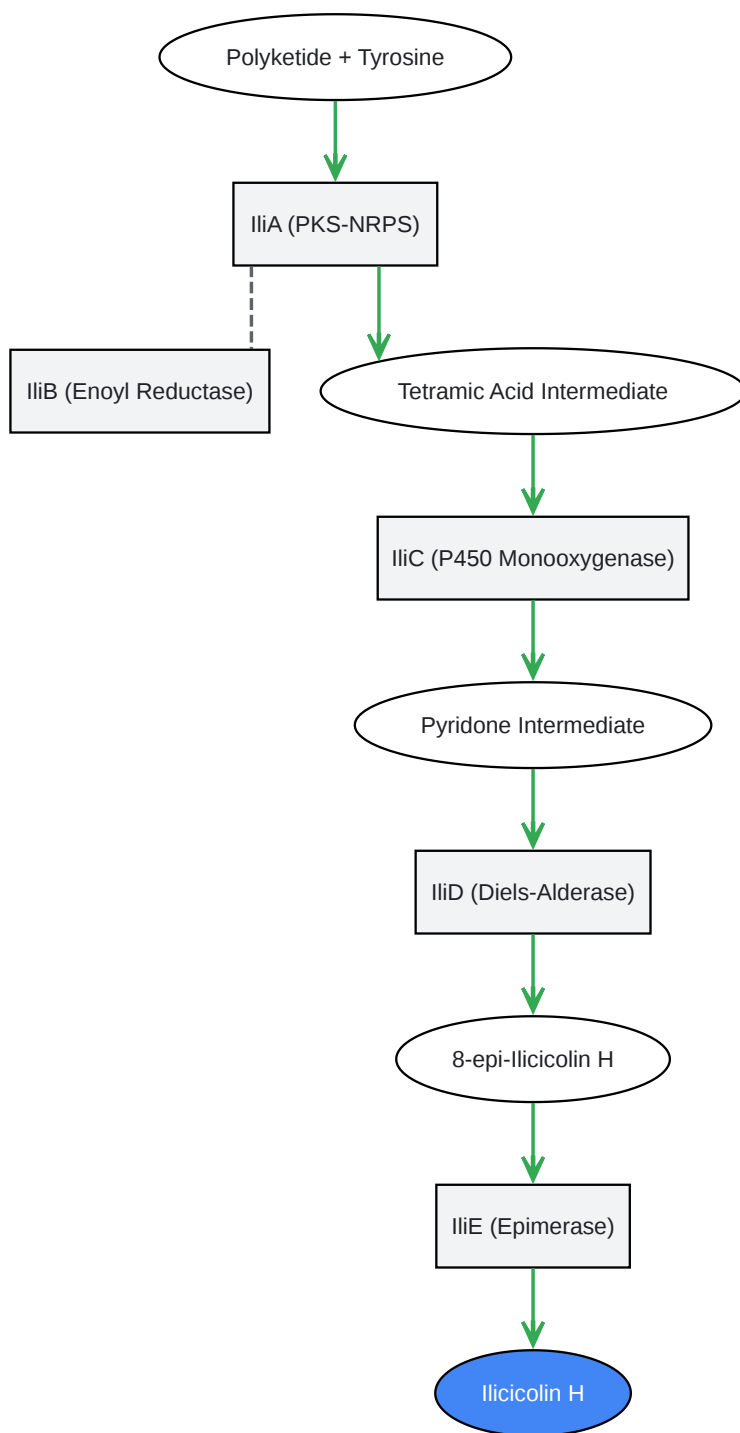 Polyketide + Tyrosine
IliA (PKS-NRPS)
IliB (Enoyl Reductase)
Tetramic Acid Intermediate
IliC (P450 Monooxygenase)
Pyridone Intermediate
IliD (Diels-Alderase)
8-epi-Ilicicolin H
IliE (Epimerase)
Ilicicolin H